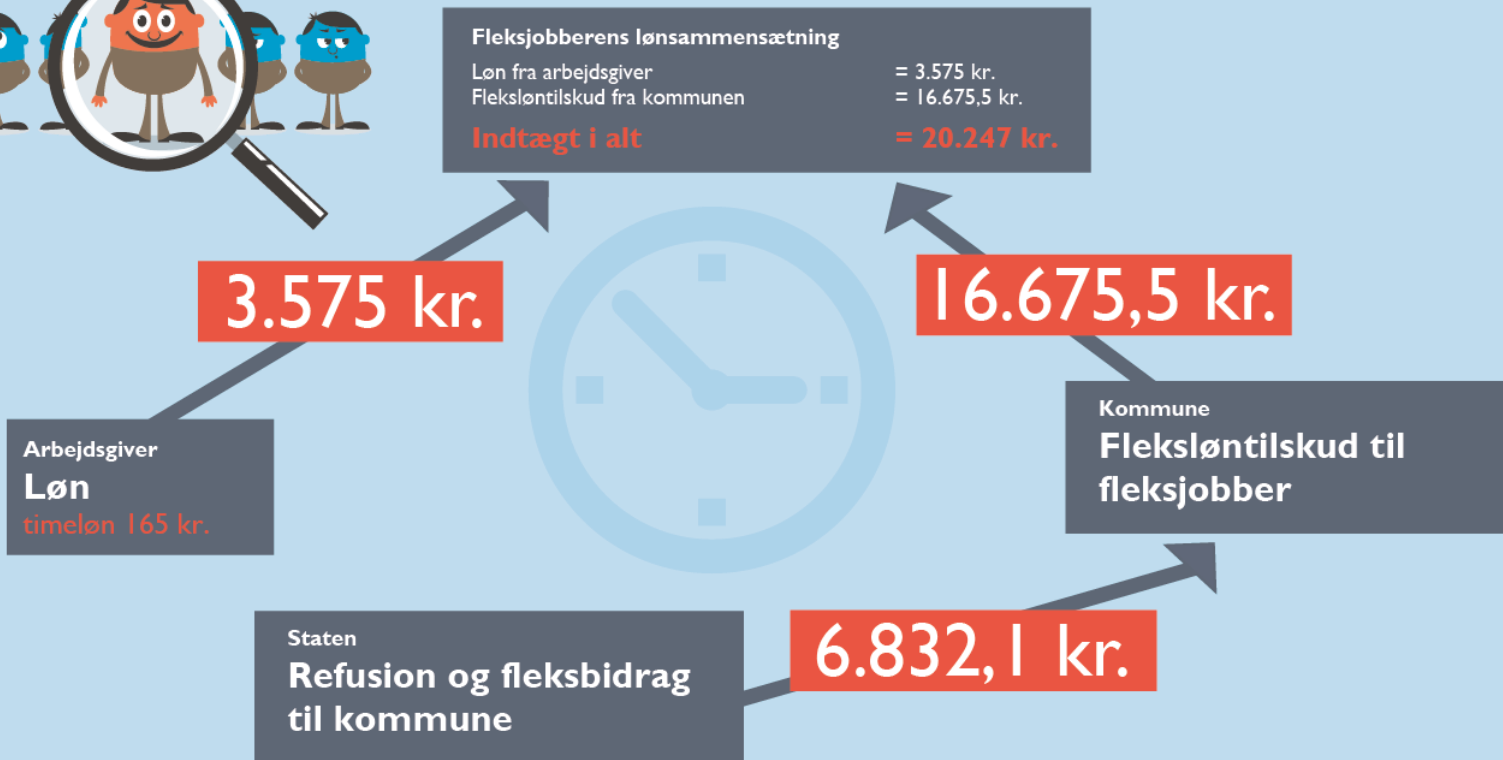 Fleksjobberens lønsammensætning
Løn fra arbejdsgiver = 3.575 kr.
Fleksløntilskud fra kommunen = 16.675,5 kr.
Indtægt i alt = 20.247 kr.
3.575 kr.
16.675,5 kr.
Arbejdsgiver
Løn
timeløn 165 kr.
Kommune
Fleksløntilskud til
fleksjobber
Staten
Refusion og fleksbidrag
til kommune
6.832,1 kr.